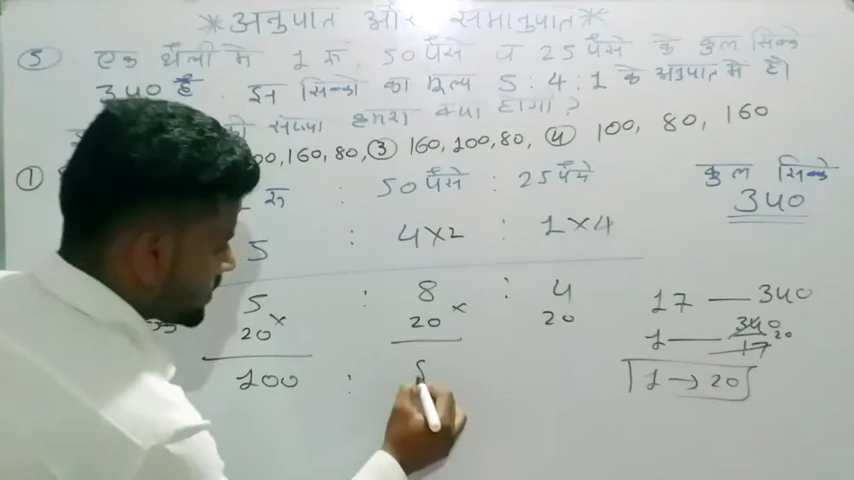 *अनुपात और समानुपात*
⑤ एक थैली मे 1 रू 50 पैसे व 25 पैसे के कुल सिक्के
340 है इन सिक्को का मूल्य 5 : 4 : 1 के अनुपात मे है।
संख्या क्रमशः क्या होगा ?
① 00, 160, 80, ③ 160, 100, 80, ④ 100, 80, 160
रू : 50 पैसे : 25 पैसे कुल सिक्के
340
5 : 4×2 : 1×4
5 : 8 : 4 17 — 340
20× 20× 20 1 — 340/17 20
100 : 1 → 20